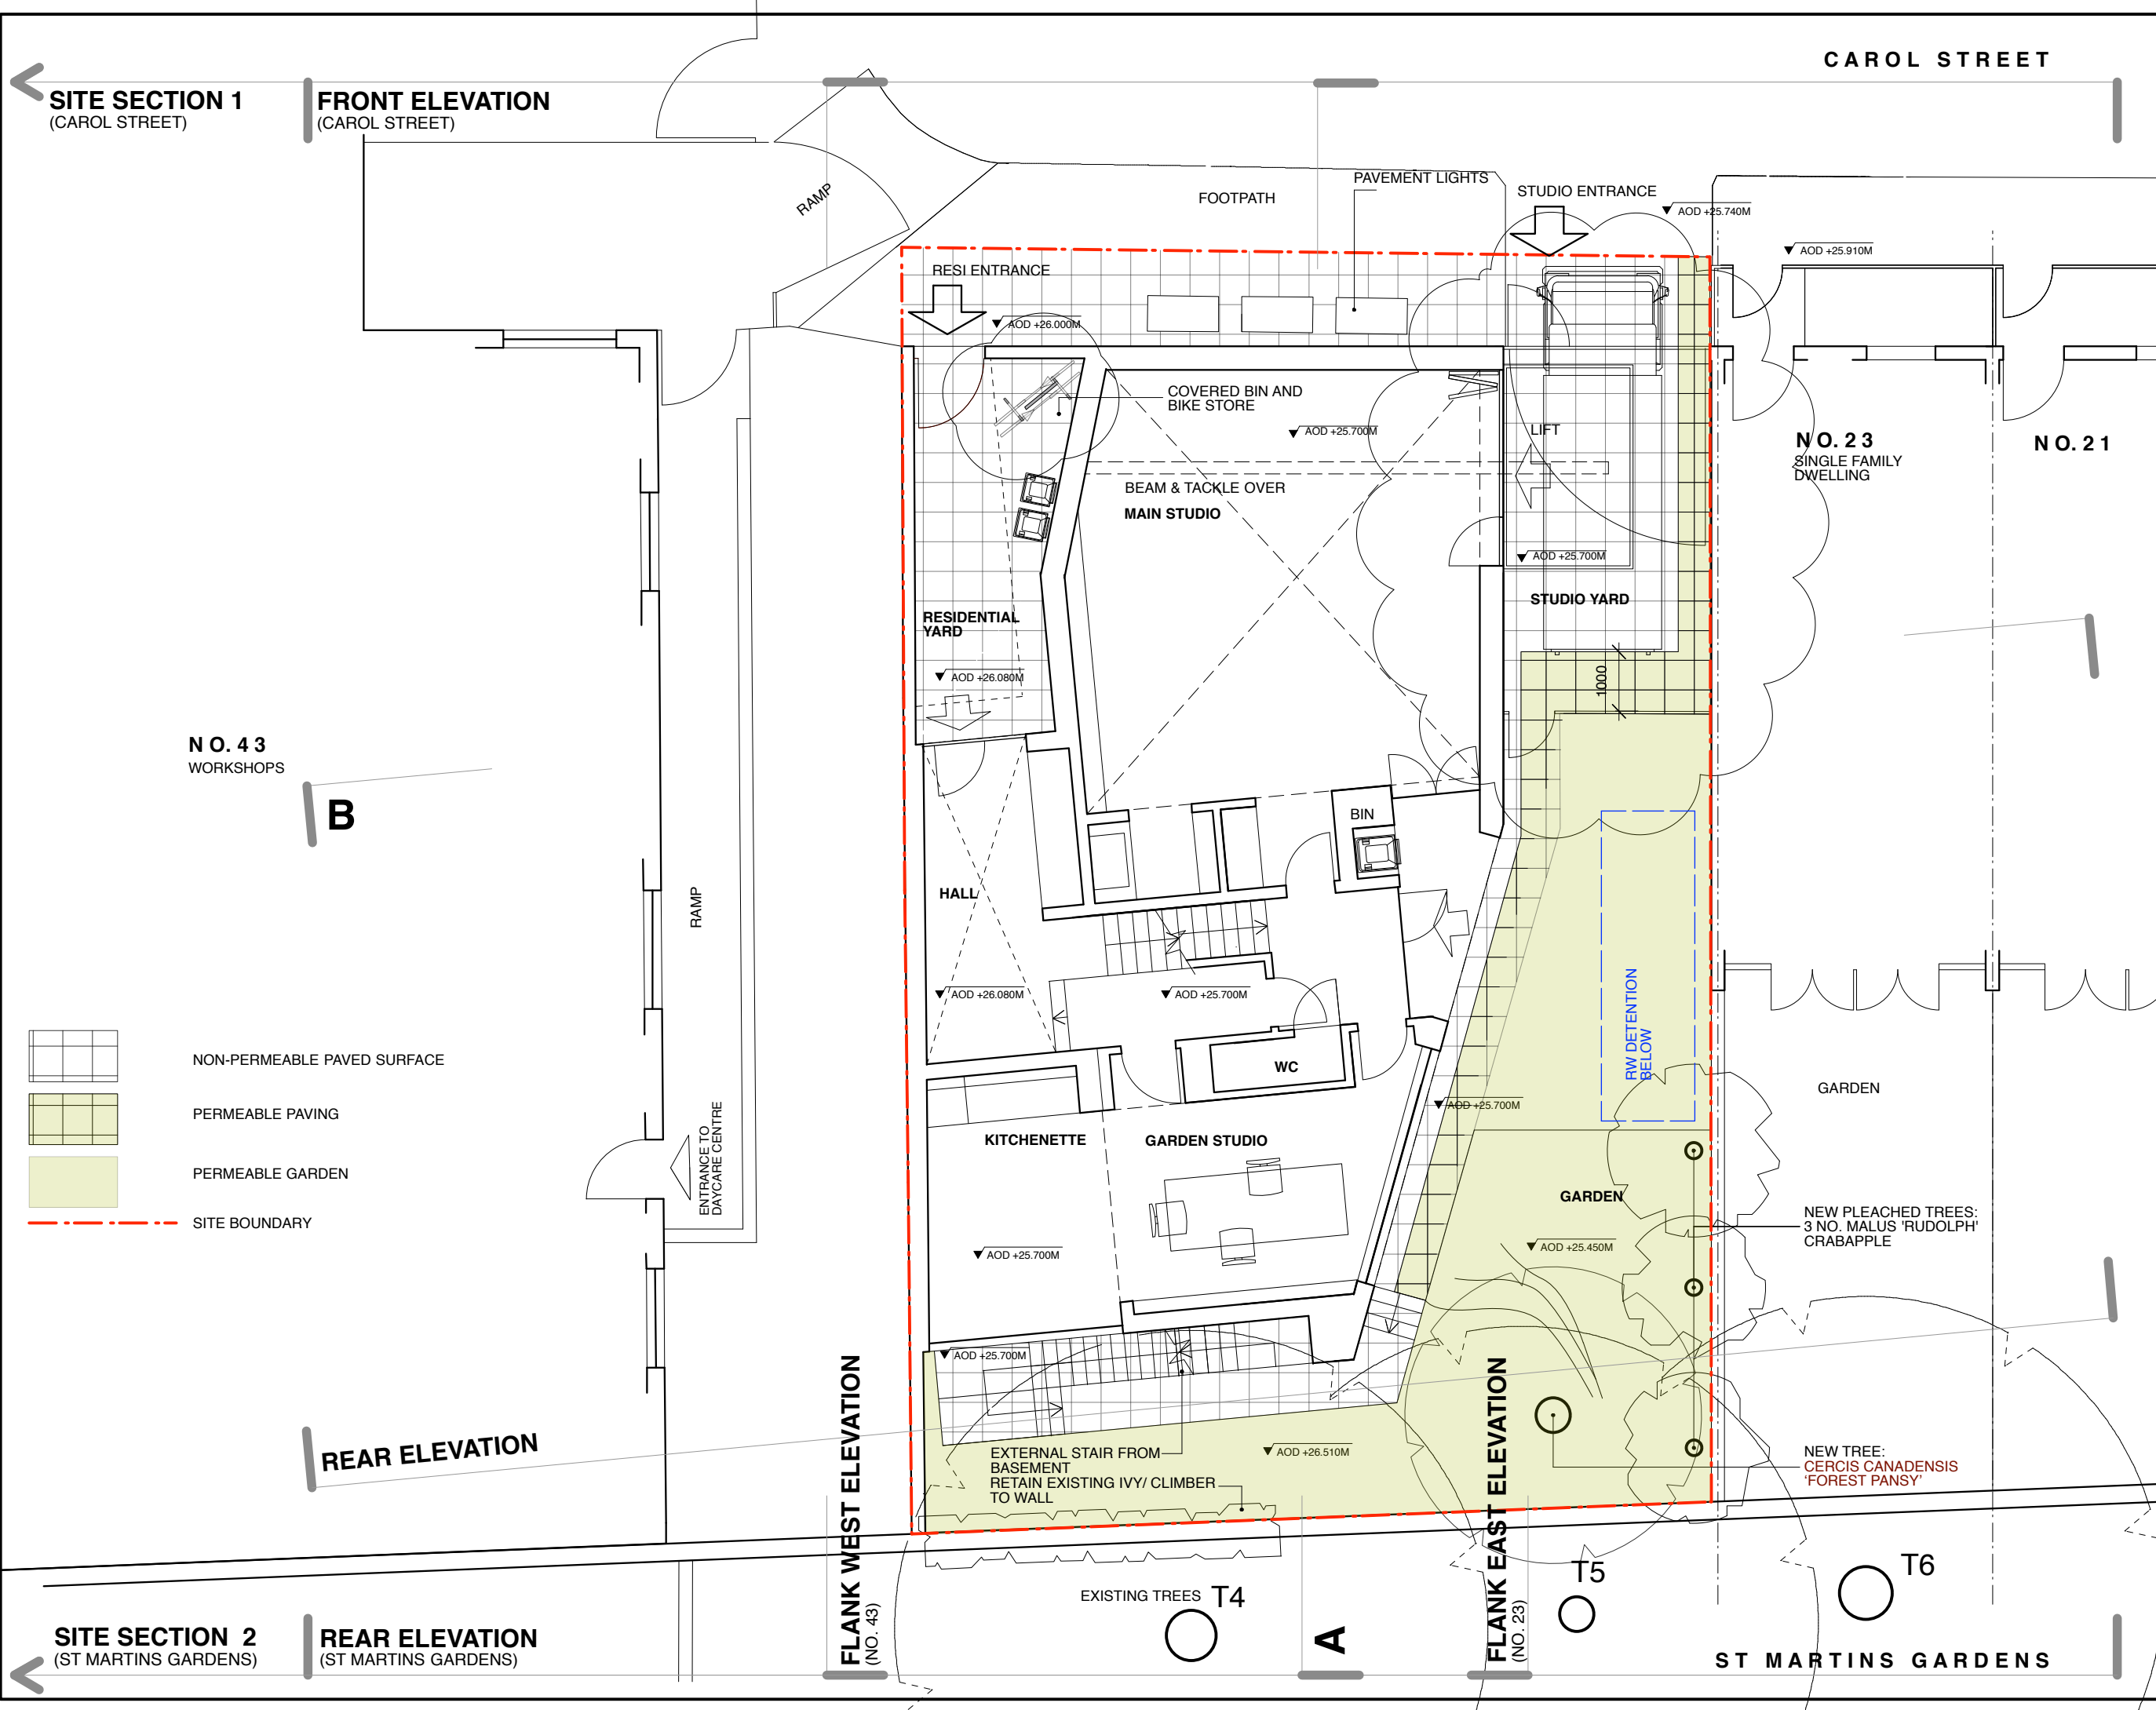 CAROL STREET
SITE SECTION 1
(CAROL STREET)
FRONT ELEVATION
(CAROL STREET)
RAMP
FOOTPATH
PAVEMENT LIGHTS
STUDIO ENTRANCE
AOD +25.740M
AOD +25.910M
RESI ENTRANCE
AOD +26.000M
COVERED BIN AND
BIKE STORE
AOD +25.700M
LIFT
NO.23
SINGLE FAMILY
DWELLING
NO.21
BEAM & TACKLE OVER
MAIN STUDIO
AOD +25.700M
STUDIO YARD
RESIDENTIAL
YARD
AOD +26.080M
1000
NO.43
WORKSHOPS
B
BIN
HALL
RAMP
AOD +26.080M
AOD +25.700M
RW DETENTION
BELOW
NON-PERMEABLE PAVED SURFACE
PERMEABLE PAVING
PERMEABLE GARDEN
SITE BOUNDARY
WC
GARDEN
AOD +25.700M
ENTRANCE TO
DAYCARE CENTRE
KITCHENETTE
GARDEN STUDIO
GARDEN
NEW PLEACHED TREES:
3 NO. MALUS 'RUDOLPH'
CRABAPPLE
AOD +25.700M
AOD +25.450M
AOD +25.700M
REAR ELEVATION
EXTERNAL STAIR FROM
BASEMENT
RETAIN EXISTING IVY/ CLIMBER
TO WALL
AOD +26.510M
NEW TREE:
CERCIS CANADENSIS
‘FOREST PANSY’
FLANK WEST ELEVATION
(NO. 43)
FLANK EAST ELEVATION
(NO. 23)
EXISTING TREES
T4
T5
T6
A
SITE SECTION 2
(ST MARTINS GARDENS)
REAR ELEVATION
(ST MARTINS GARDENS)
ST MARTINS GARDENS